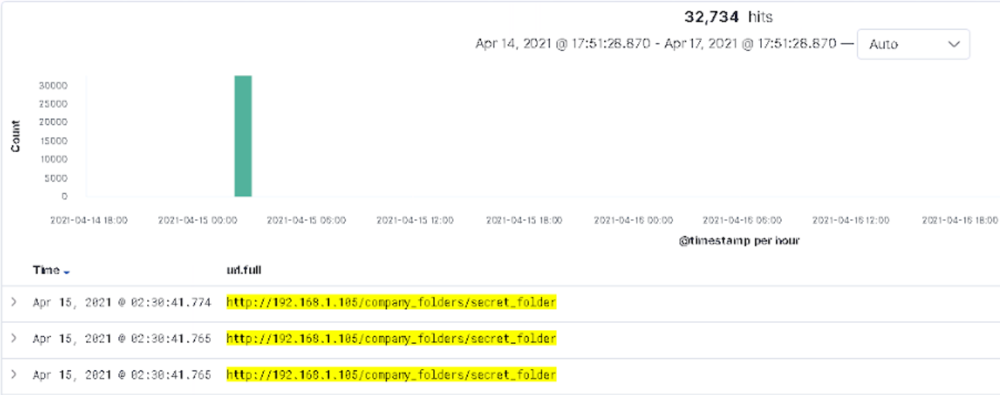 32,734 hits
Apr 14, 2021 @ 17:51:28.870 - Apr 17, 2021 @ 17:51:28.870 — Auto
30000
25000
20000
15000
10000
5000
0
Count
2021-04-14 18:00 2021-04-15 00:00 2021-04-15 06:00 2021-04-15 12:00 2021-04-15 18:00 2021-04-16 00:00 2021-04-16 06:00 2021-04-16 12:00 2021-04-16 18:00
@timestamp per hour
Time url.full
> Apr 15, 2021 @ 02:30:41.774 http://192.168.1.105/company_folders/secret_folder
> Apr 15, 2021 @ 02:30:41.765 http://192.168.1.105/company_folders/secret_folder
> Apr 15, 2021 @ 02:30:41.765 http://192.168.1.105/company_folders/secret_folder